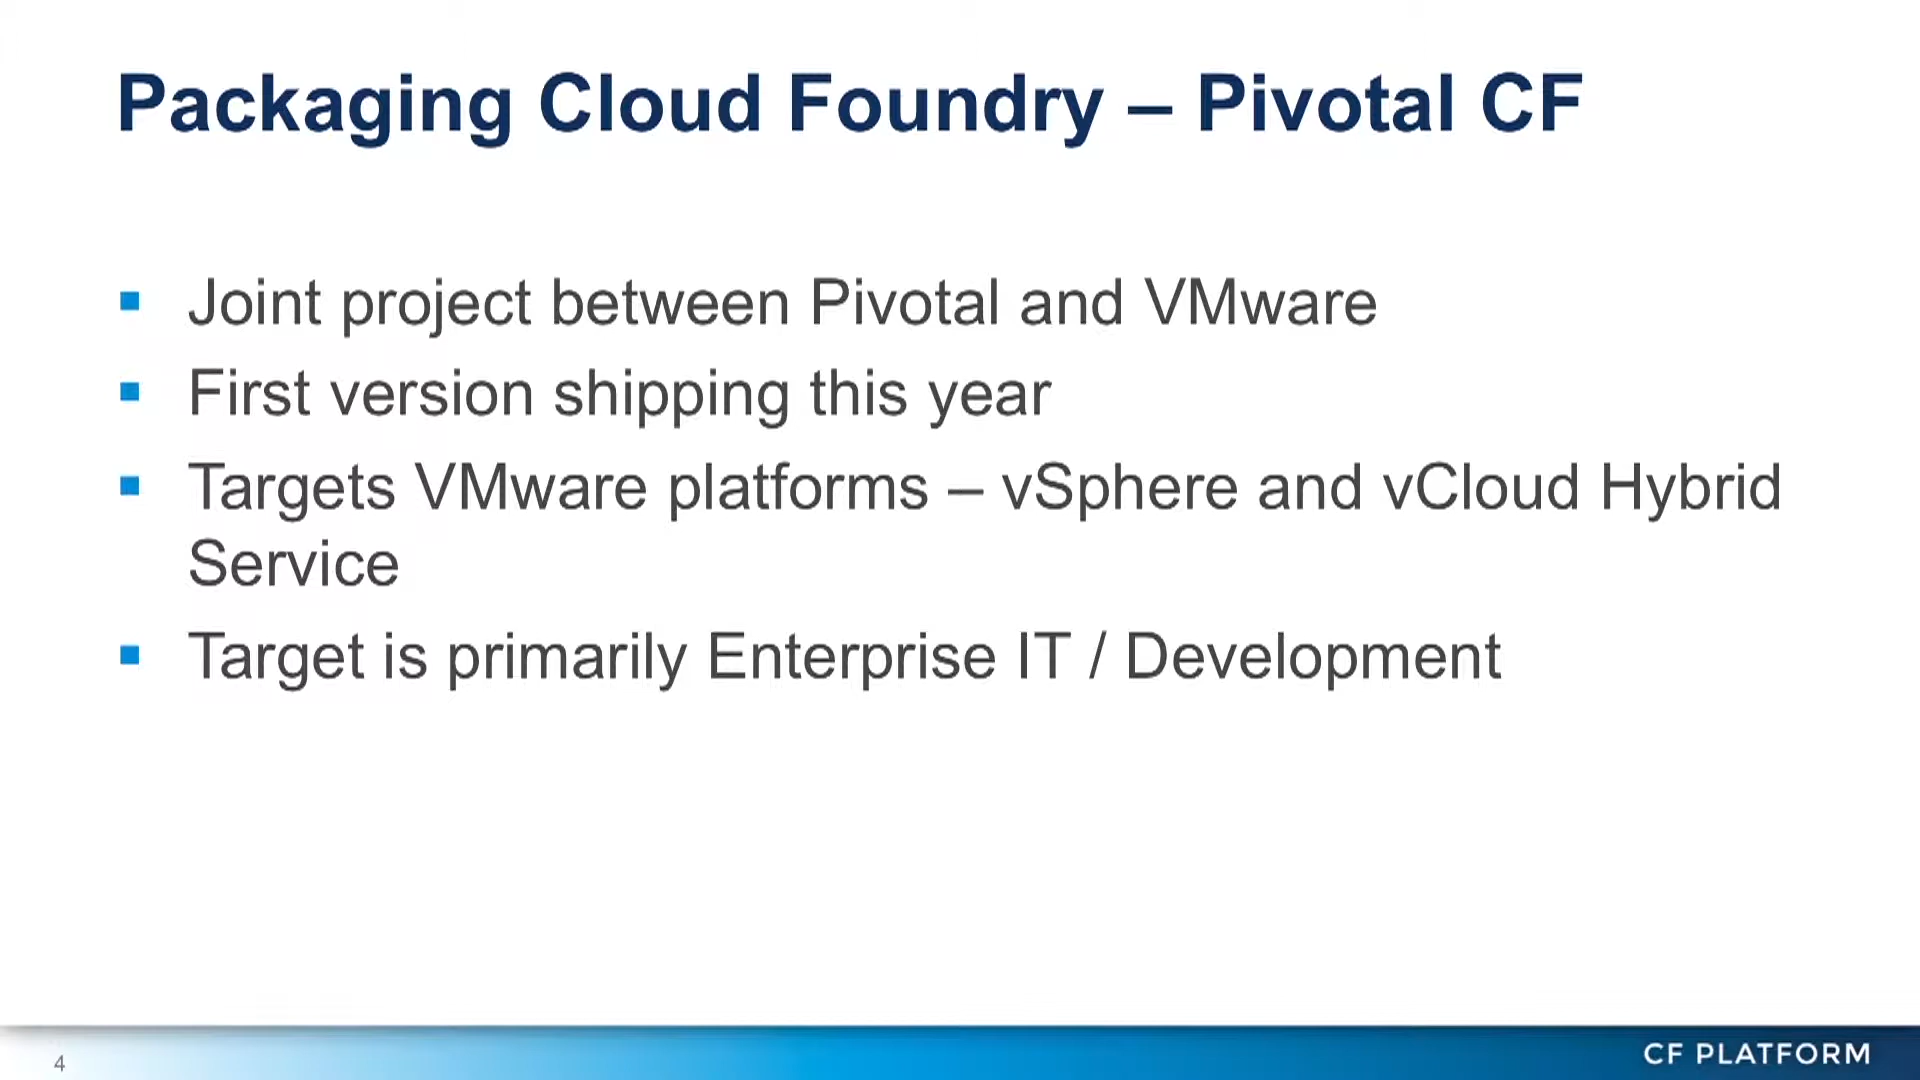 Packaging Cloud Foundry – Pivotal CF
▪ Joint project between Pivotal and VMware
▪ First version shipping this year
▪ Targets VMware platforms – vSphere and vCloud Hybrid
Service
▪ Target is primarily Enterprise IT / Development
4
CF PLATFORM